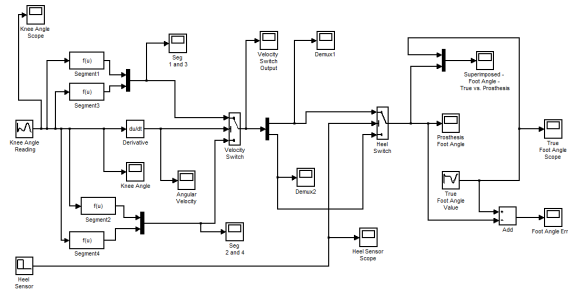 Knee Angle
Scope
Seg
1 and 3
Velocity
Switch
Output
Demux1
f(u)
Segment1
f(u)
Segment3
Superimposed -
Foot Angle -
True vs. Prosthesis
Knee Angle
Reading
du/dt
Derivative
Velocity
Switch
Heel
Switch
Prosthesis
Foot Angle
True
Foot Angle
Scope
Knee Angle
Angular
Velocity
Demux2
True
Foot Angle
Value
f(u)
Segment2
f(u)
Segment4
Seg
2 and 4
Heel Sensor
Scope
Add
Foot Angle Err
Heel
Sensor